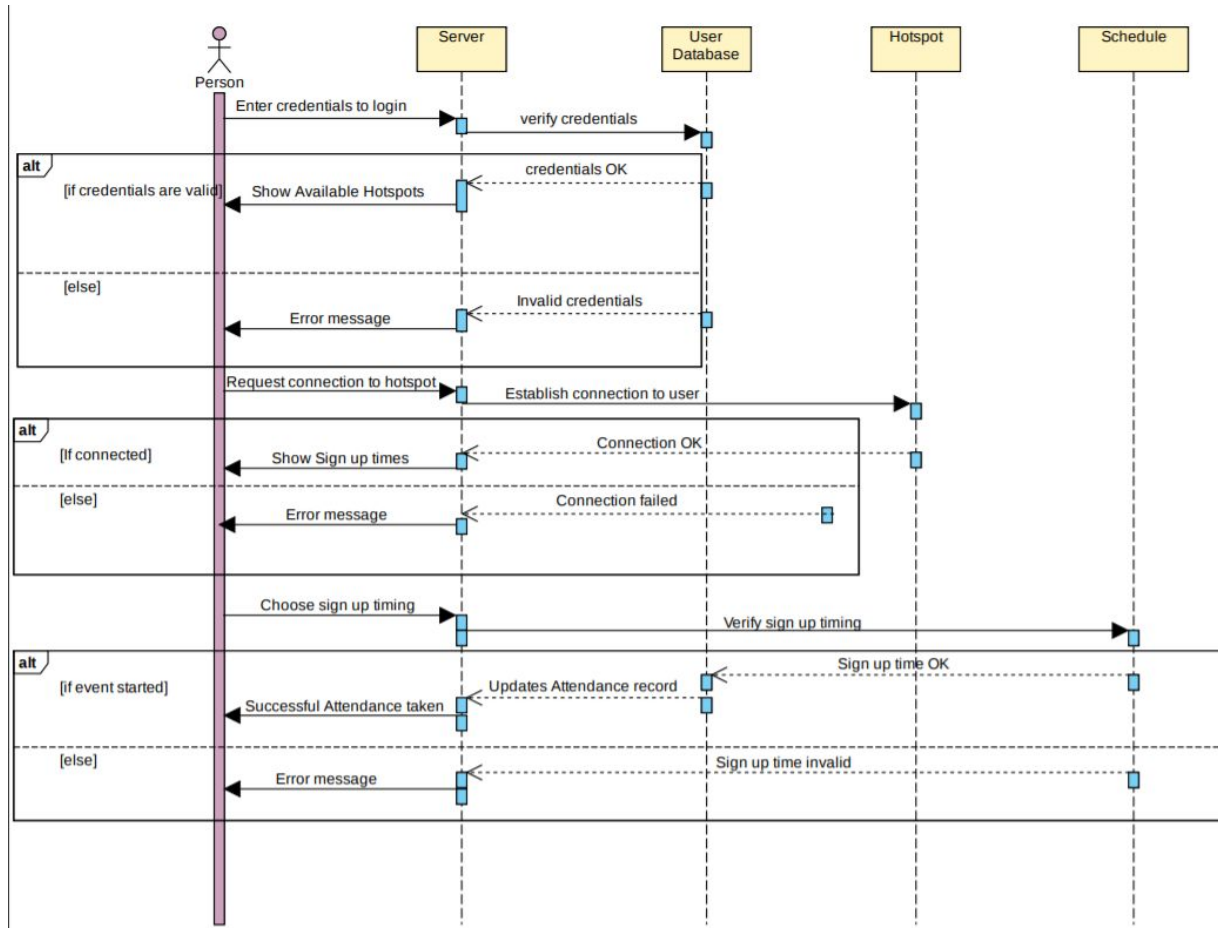 Server
User
Database
Hotspot
Schedule
Person
Enter credentials to login
verify credentials
alt
credentials OK
[if credentials are valid]
Show Available Hotspots
[else]
Invalid credentials
Error message
Request connection to hotspot
Establish connection to user
alt
Connection OK
[If connected]
Show Sign up times
[else]
Connection failed
Error message
Choose sign up timing
Verify sign up timing
alt
Sign up time OK
[if event started]
Updates Attendance record
Successful Attendance taken
[else]
Sign up time invalid
Error message